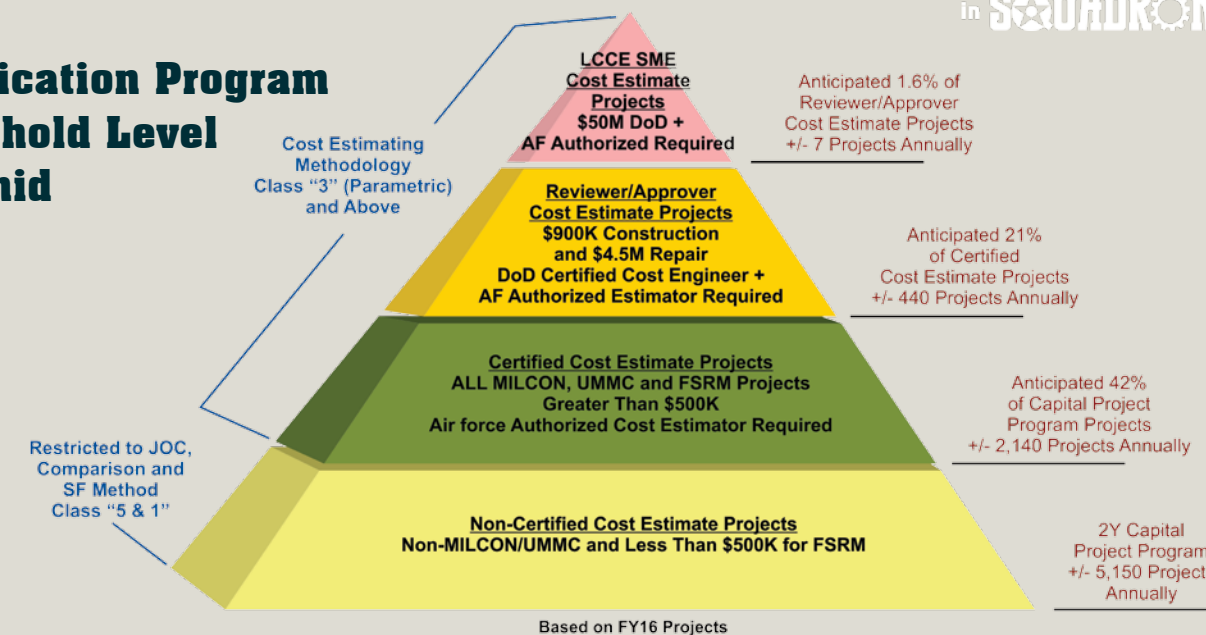 in SQUADRON
ication Program
hold Level
nid
LCCE SME
Cost Estimate
Projects
$50M DoD +
AF Authorized Required
Anticipated 1.6% of
Reviewer/Approver
Cost Estimate Projects
+/- 7 Projects Annually
Cost Estimating
Methodology
Class “3” (Parametric)
and Above
Reviewer/Approver
Cost Estimate Projects
$900K Construction
and $4.5M Repair
DoD Certified Cost Engineer +
AF Authorized Estimator Required
Anticipated 21%
of Certified
Cost Estimate Projects
+/- 440 Projects Annually
Certified Cost Estimate Projects
ALL MILCON, UMMC and FSRM Projects
Greater Than $500K
Air force Authorized Cost Estimator Required
Anticipated 42%
of Capital Project
Program Projects
+/- 2,140 Projects Annually
Restricted to JOC,
Comparison and
SF Method
Class “5 & 1”
Non-Certified Cost Estimate Projects
Non-MILCON/UMMC and Less Than $500K for FSRM
2Y Capital
Project Program
+/- 5,150 Project
Annually
Based on FY16 Projects